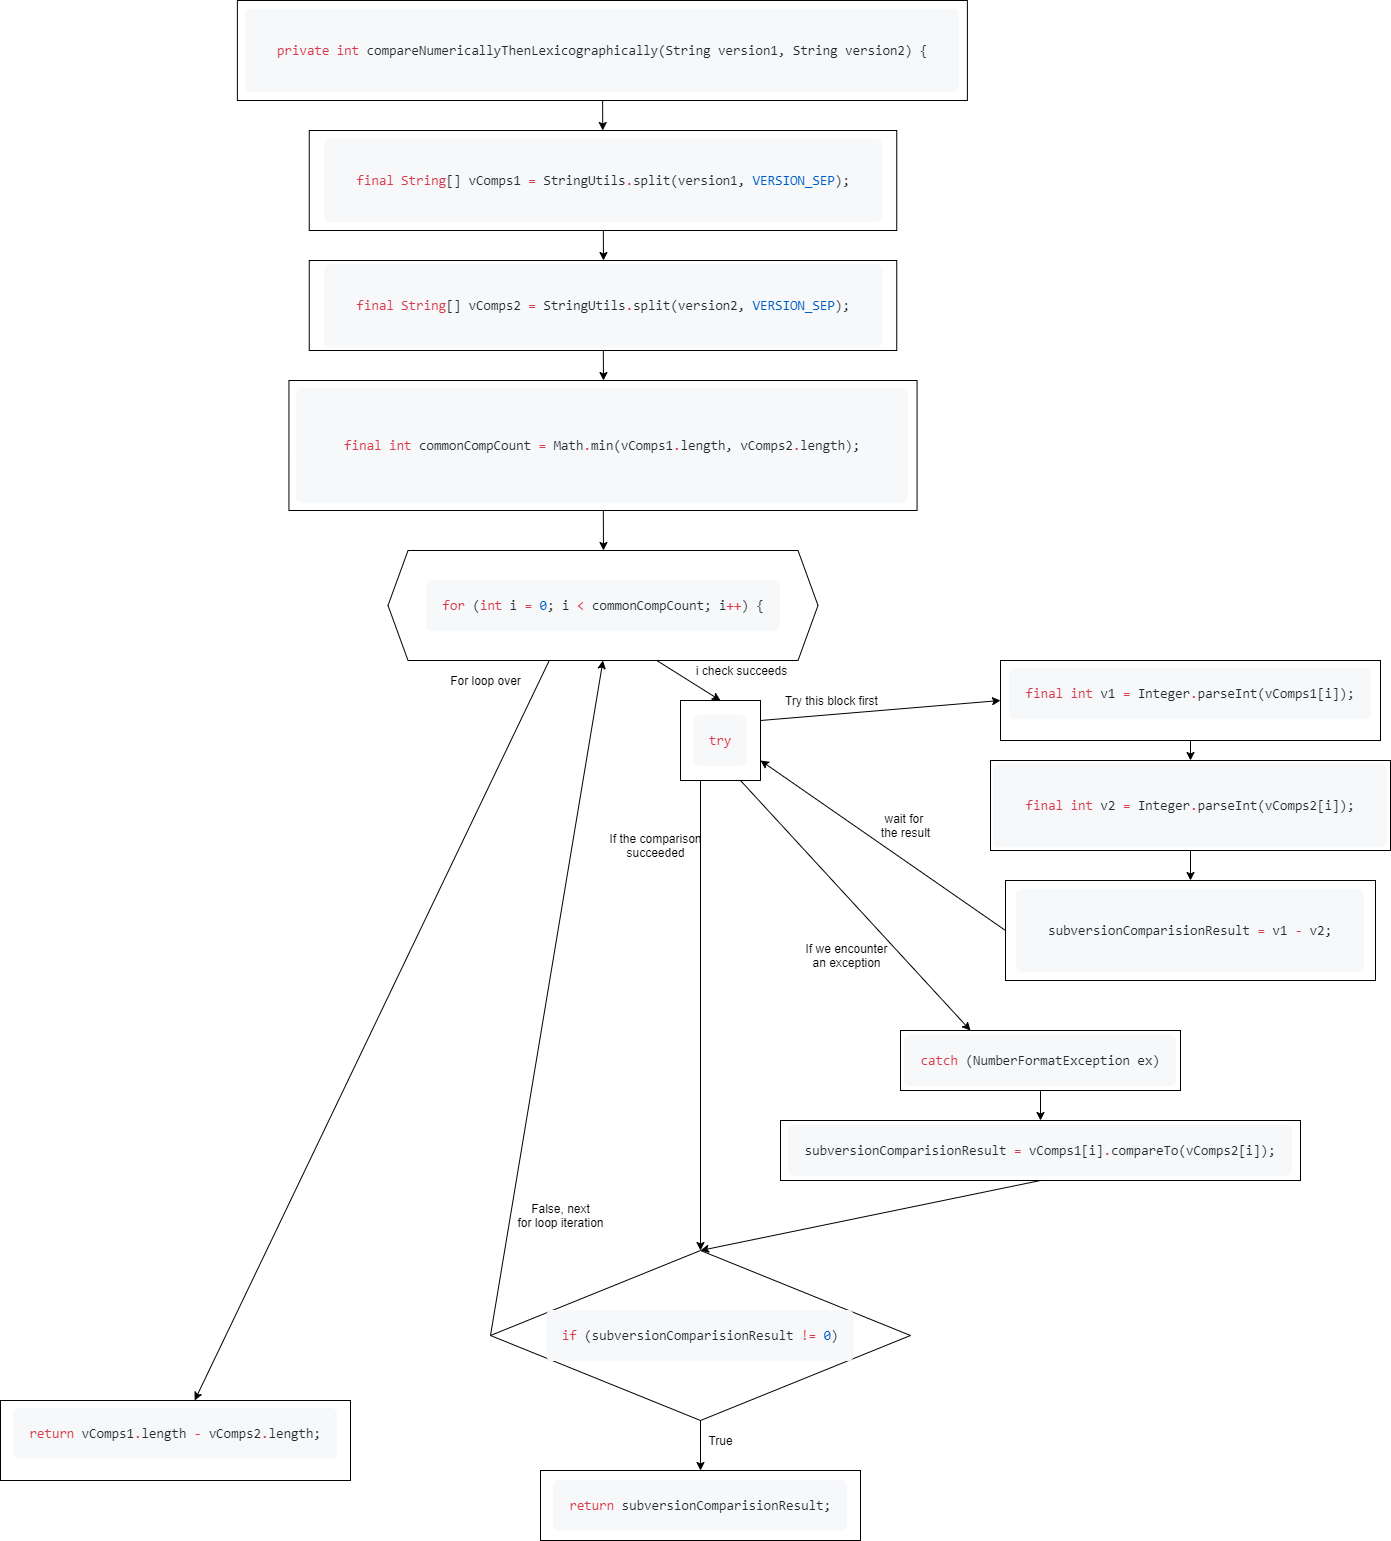 private int compareNumericallyThenLexicographically(String version1, String version2) {
final String[] vComps1 = StringUtils.split(version1, VERSION_SEP);
final String[] vComps2 = StringUtils.split(version2, VERSION_SEP);
final int commonCompCount = Math.min(vComps1.length, vComps2.length);
for (int i = 0; i < commonCompCount; i++) {
For loop over
i check succeeds
try
Try this block first
final int v1 = Integer.parseInt(vComps1[i]);
final int v2 = Integer.parseInt(vComps2[i]);
wait for
the result
If the comparison
succeeded
subversionComparisionResult = v1 - v2;
If we encounter
an exception
catch (NumberFormatException ex)
subversionComparisionResult = vComps1[i].compareTo(vComps2[i]);
False, next
for loop iteration
if (subversionComparisionResult != 0)
return vComps1.length - vComps2.length;
True
return subversionComparisionResult;